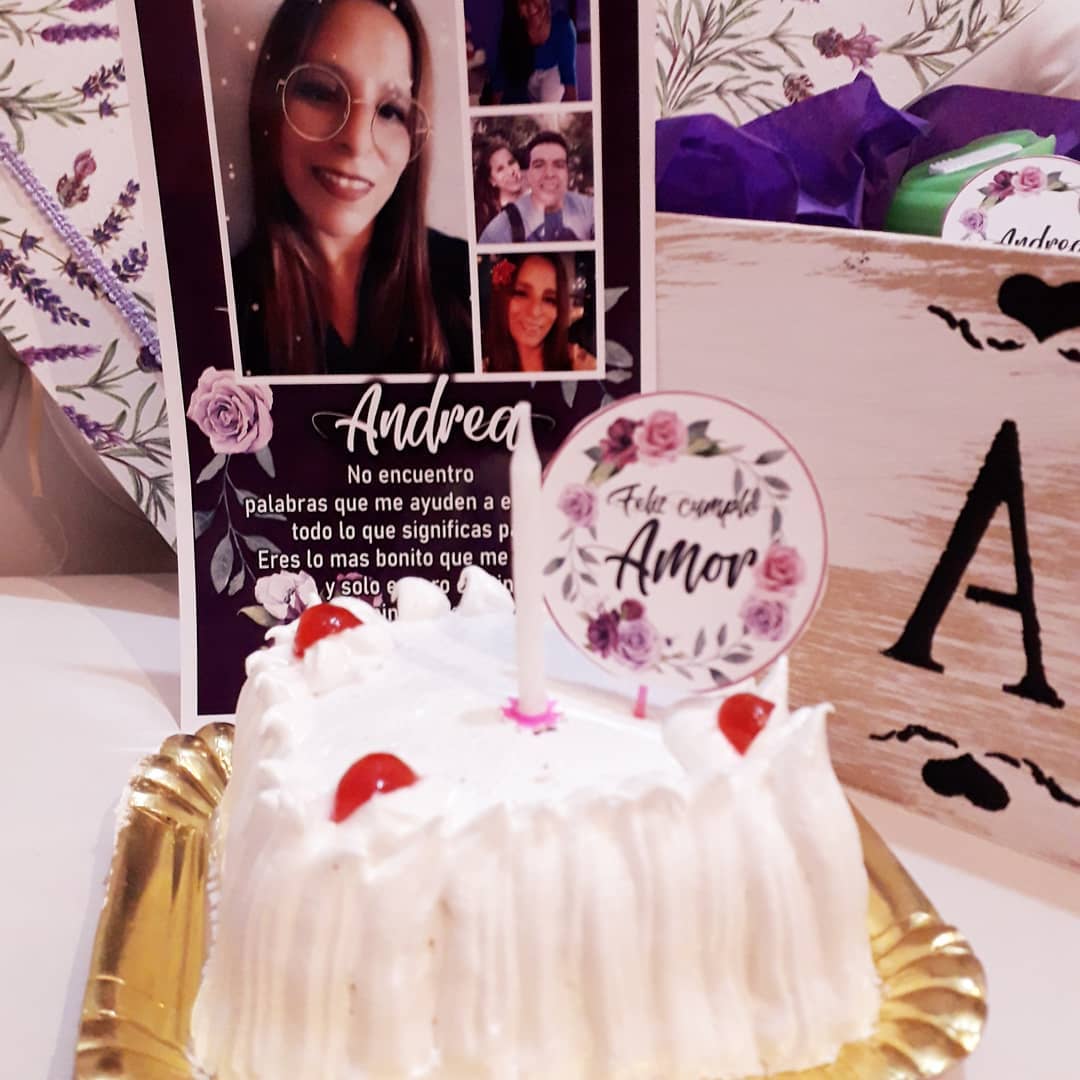 Andrea
No encuentro
palabras que me ayuden a
todo lo que significas
Eres lo mas bonito que me
y solo
Feliz cumple
Amor
Andrea
A